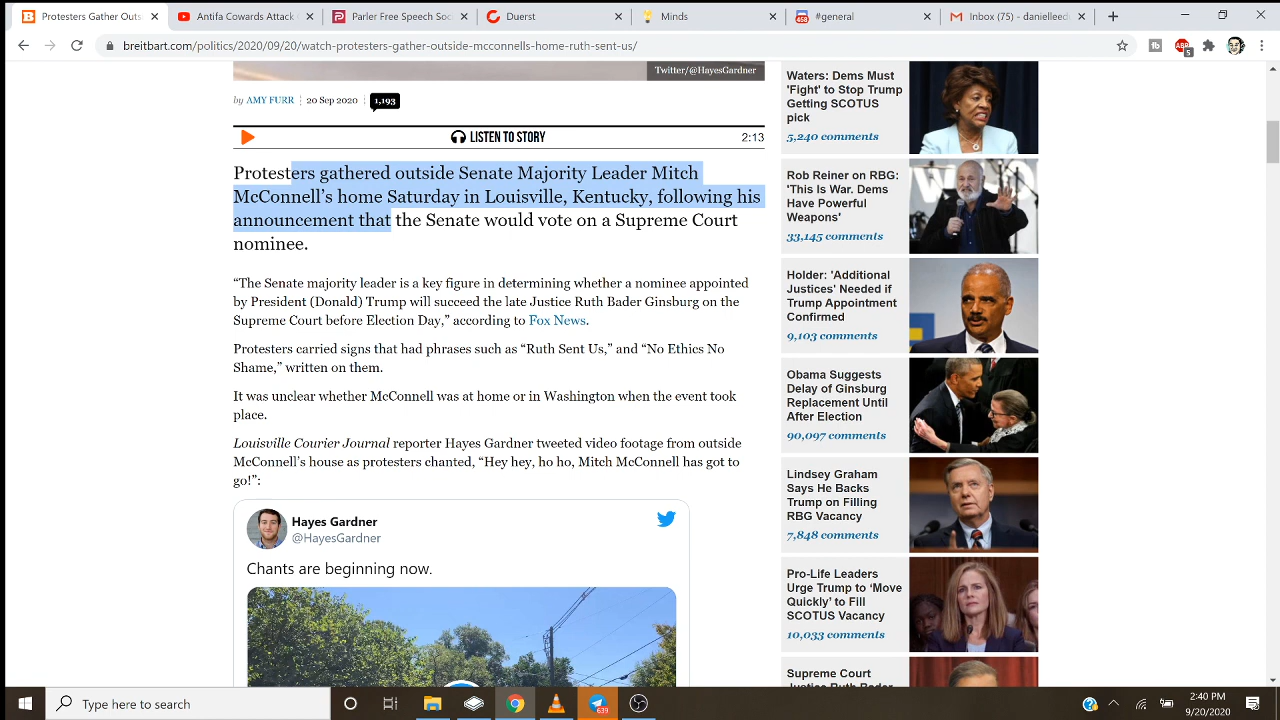 Protesters Gather Outs
Antifa Cowards Attack
Parler Free Speech Soc
Duerst
Minds
#general
Inbox (75) - danielleedu
breitbart.com/politics/2020/09/20/watch-protesters-gather-outside-mcconnells-home-ruth-sent-us/
Twitter/@HayesGardner
by AMY FURR | 20 Sep 2020 | 1,193
LISTEN TO STORY
2:13
Protesters gathered outside Senate Majority Leader Mitch
McConnell's home Saturday in Louisville, Kentucky, following his
announcement that the Senate would vote on a Supreme Court
nominee.
“The Senate majority leader is a key figure in determining whether a nominee appointed
by President (Donald) Trump will succeed the late Justice Ruth Bader Ginsburg on the
Supreme Court before Election Day,” according to Fox News.
Protesters carried signs that had phrases such as “Ruth Sent Us,” and “No Ethics No
Shame,” written on them.
It was unclear whether McConnell was at home or in Washington when the event took
place.
Louisville Courier Journal reporter Hayes Gardner tweeted video footage from outside
McConnell's house as protesters chanted, “Hey hey, ho ho, Mitch McConnell has got to
go!”:
Hayes Gardner
@HayesGardner
Chants are beginning now.
Waters: Dems Must
'Fight' to Stop Trump
Getting SCOTUS
pick
5,240 comments
Rob Reiner on RBG:
'This Is War. Dems
Have Powerful
Weapons'
33,145 comments
Holder: 'Additional
Justices' Needed if
Trump Appointment
Confirmed
9,103 comments
Obama Suggests
Delay of Ginsburg
Replacement Until
After Election
90,097 comments
Lindsey Graham
Says He Backs
Trump on Filling
RBG Vacancy
7,848 comments
Pro-Life Leaders
Urge Trump to ‘Move
Quickly’ to Fill
SCOTUS Vacancy
10,033 comments
Supreme Court
Type here to search
2:40 PM
9/20/2020